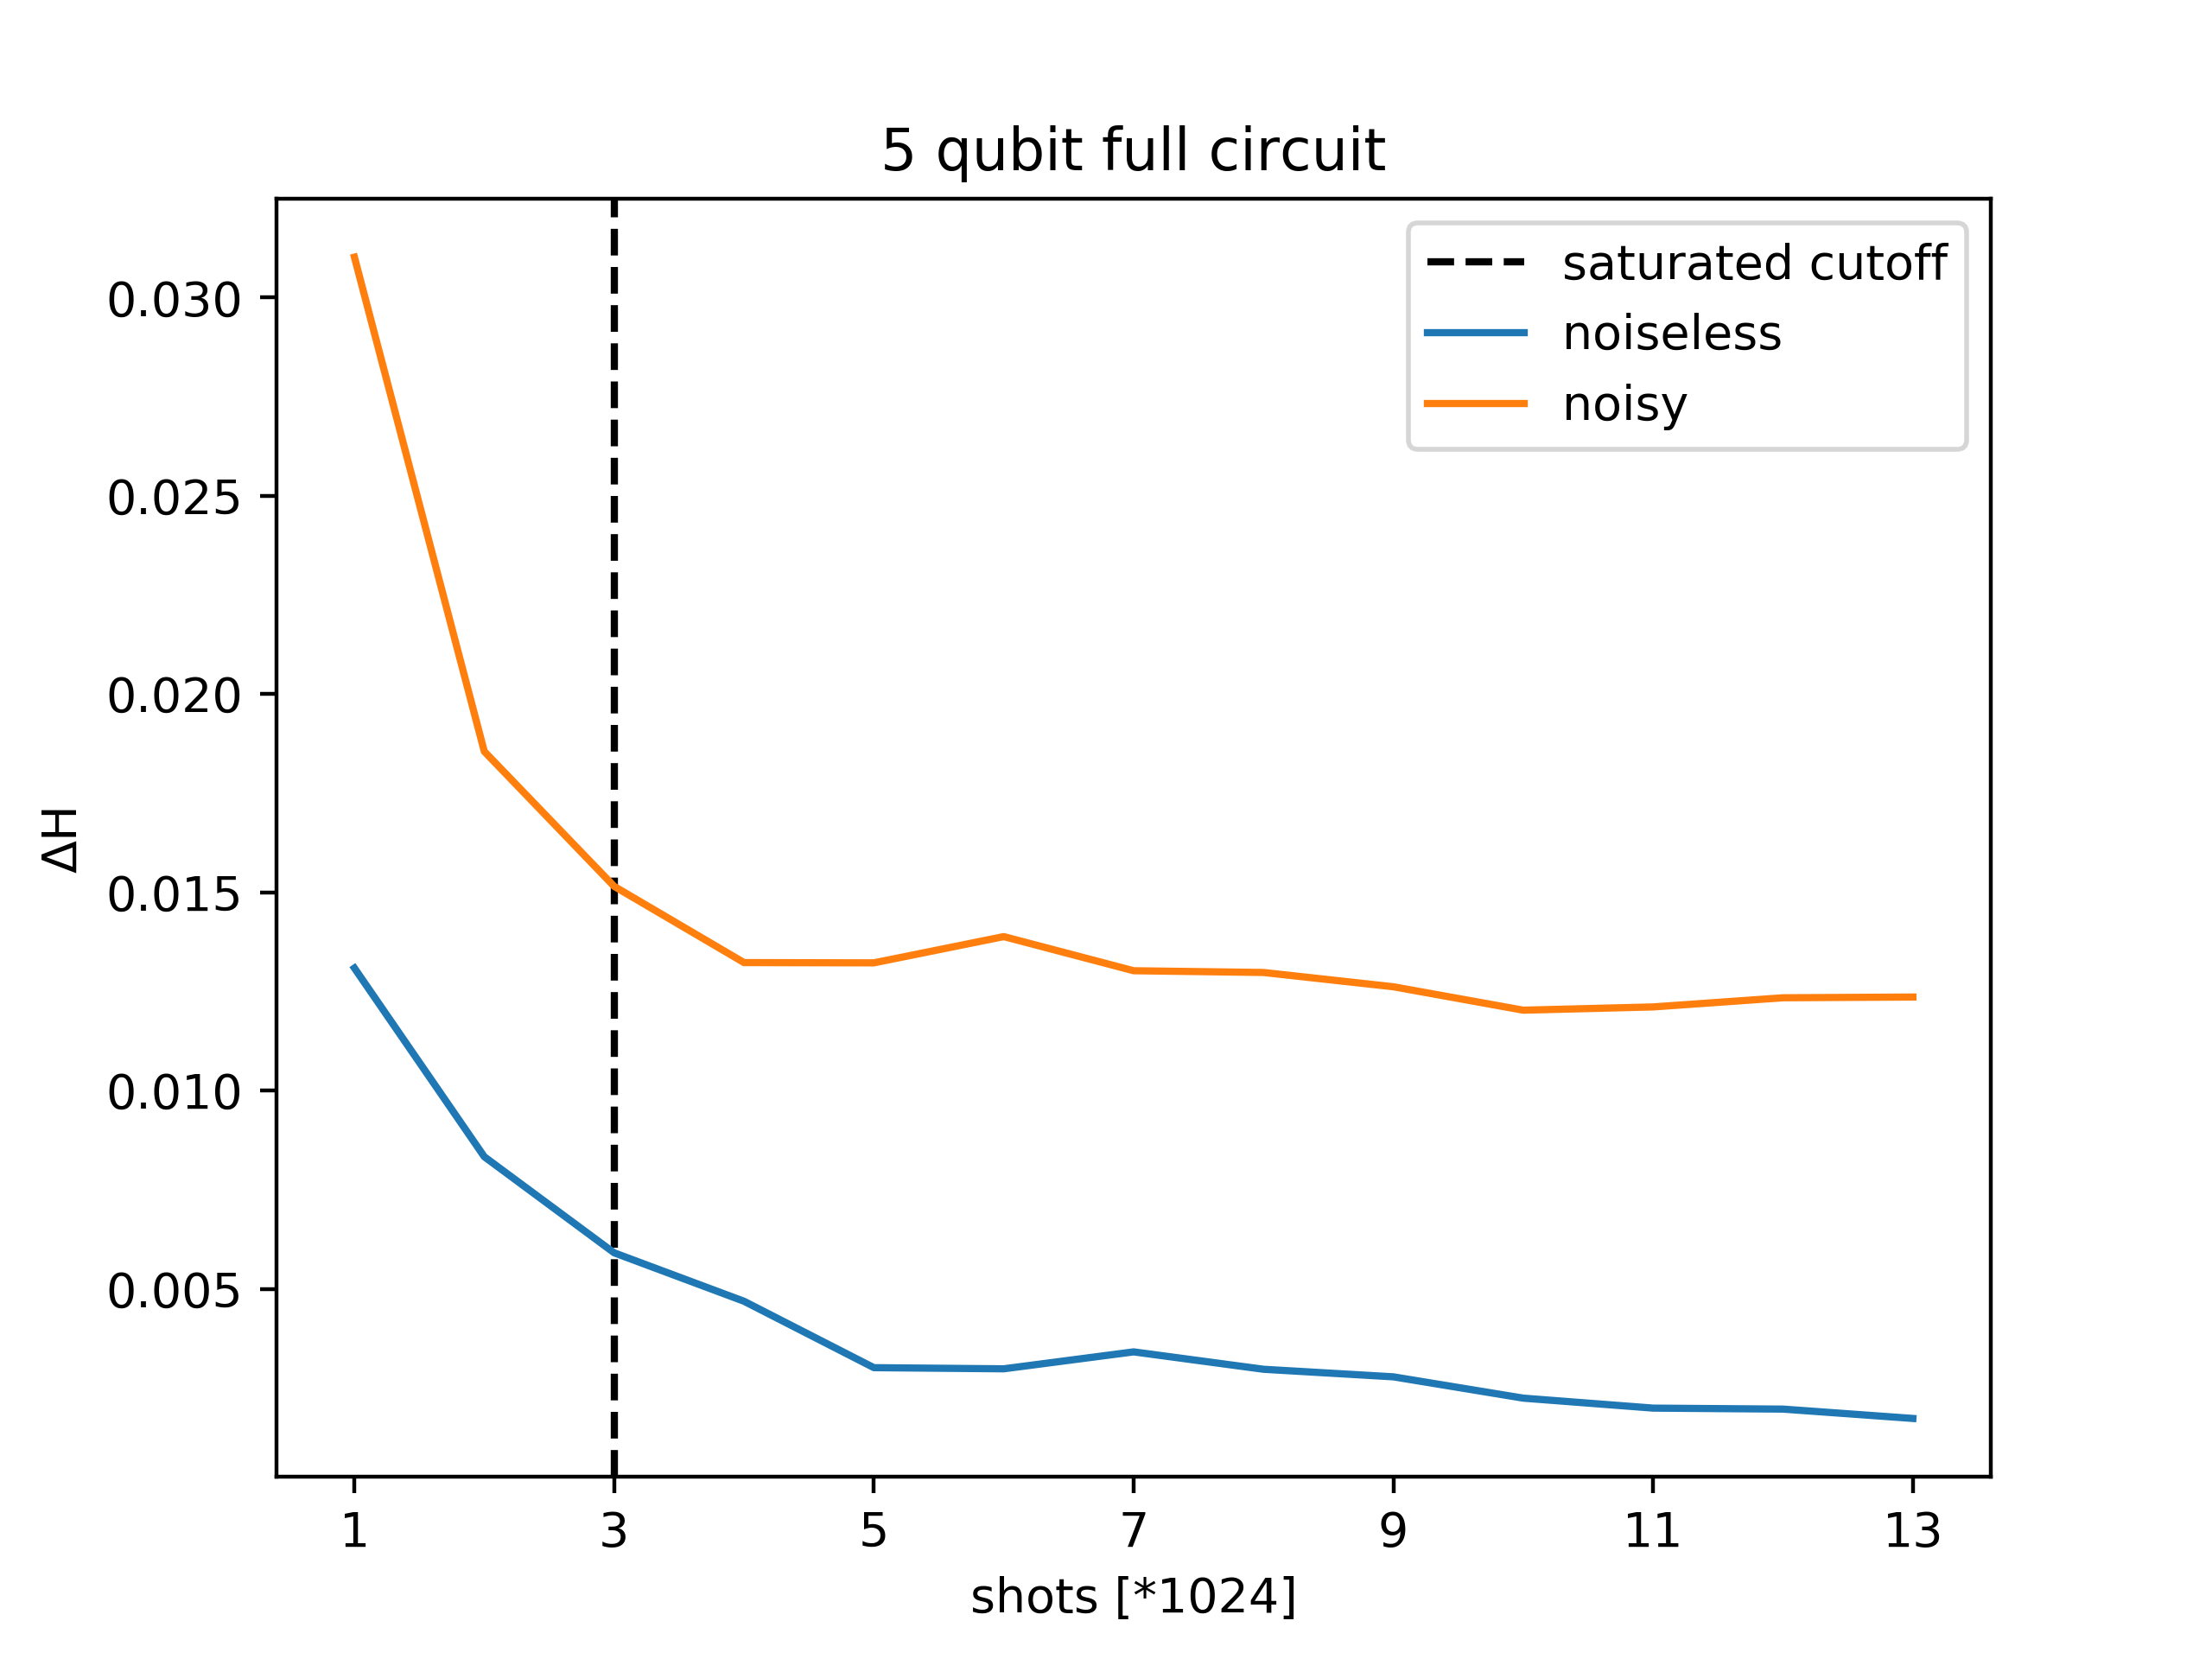 5 qubit full circuit
saturated cutoff
noiseless
noisy
0.030
0.025
0.020
0.015
0.010
0.005
ΔH
1 3 5 7 9 11 13
shots [*1024]